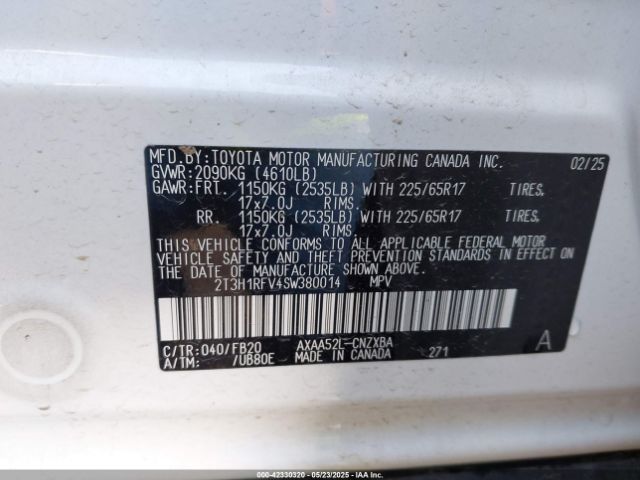 MFD.BY:TOYOTA MOTOR MANUFACTURING CANADA INC. 02/25
GVWR:2090KG (4610LB)
GAWR:FRT. 1150KG (2535LB) WITH 225/65R17 TIRES,
17x7.0J RIMS.
RR. 1150KG (2535LB) WITH 225/65R17 TIRES,
17x7.0J RIMS.
THIS VEHICLE CONFORMS TO ALL APPLICABLE FEDERAL MOTOR
VEHICLE SAFETY AND THEFT PREVENTION STANDARDS IN EFFECT ON
THE DATE OF MANUFACTURE SHOWN ABOVE.
2T3H1RFV4SW380014 MPV
C/TR:040/FB20 AXAA52L-CNZXBA A
A/TM: /UB80E MADE IN CANADA 271
000-42330320 - 05/23/2025 - IAAI.COM